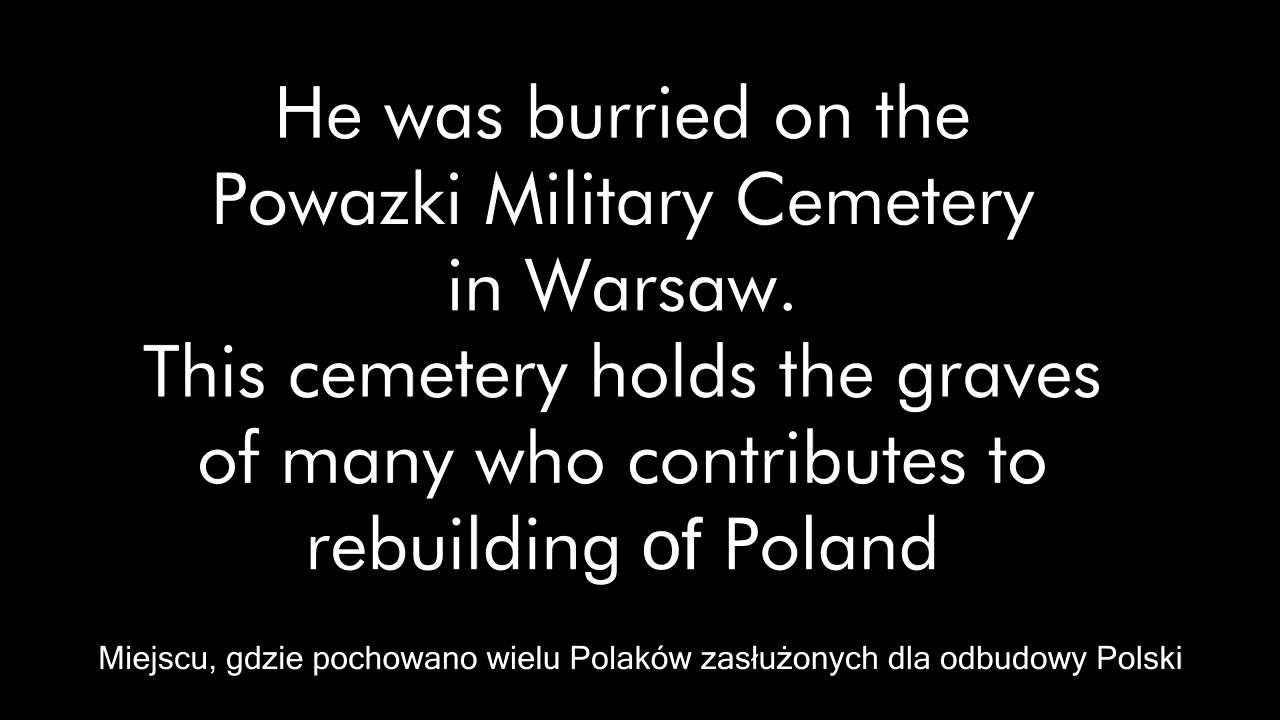 He was burried on the
Powazki Military Cemetery
in Warsaw.
This cemetery holds the graves
of many who contributes to
rebuilding of Poland
Miejscu, gdzie pochowano wielu Polaków zasłużonych dla odbudowy Polski